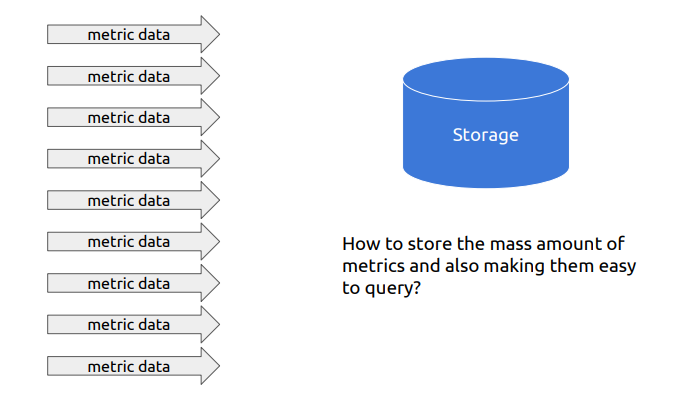 metric data
metric data
metric data
metric data
metric data
metric data
metric data
metric data
metric data
Storage
How to store the mass amount of
metrics and also making them easy
to query?